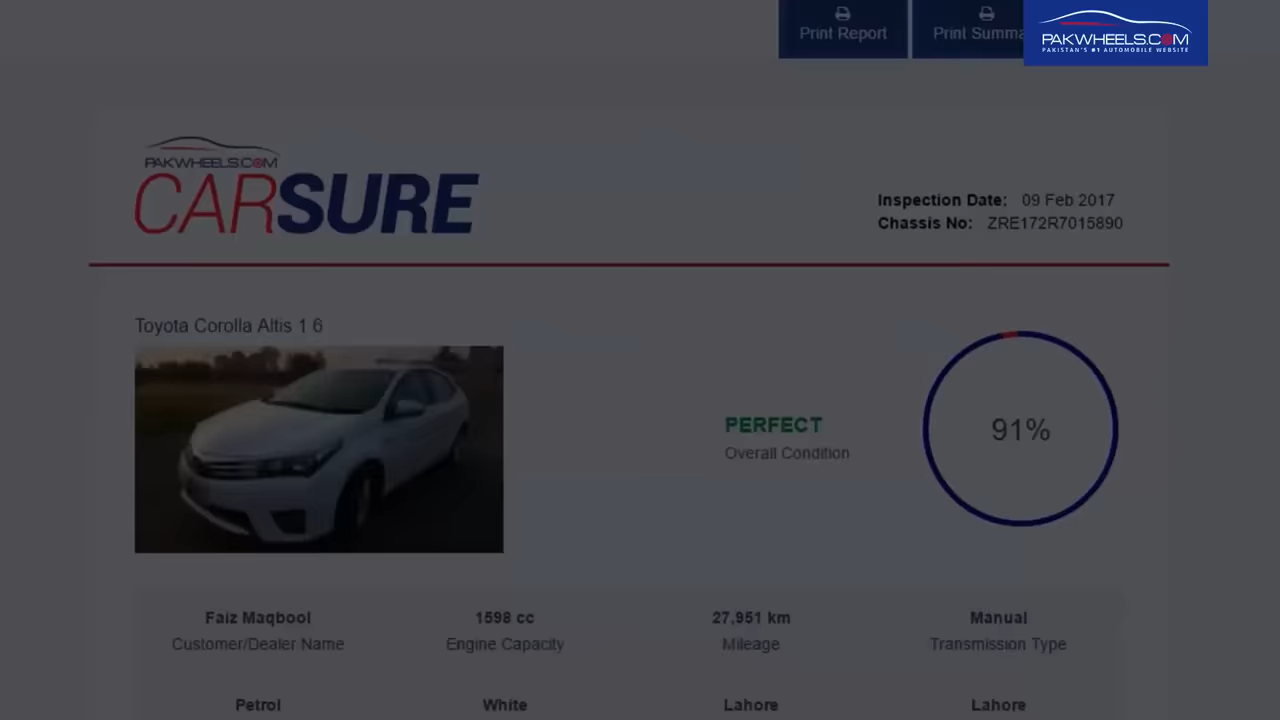 Print Report
Print Summa
PAKWHEELS.COM
PAKISTAN'S #1 AUTOMOBILE WEBSITE
PAKWHEELS.COM
CARSURE
Inspection Date: 09 Feb 2017
Chassis No: ZRE172R7015890
Toyota Corolla Altis 1 6
PERFECT
Overall Condition
91%
Faiz Maqbool
1598 cc
27,951 km
Manual
Customer/Dealer Name
Engine Capacity
Mileage
Transmission Type
Petrol
White
Lahore
Lahore